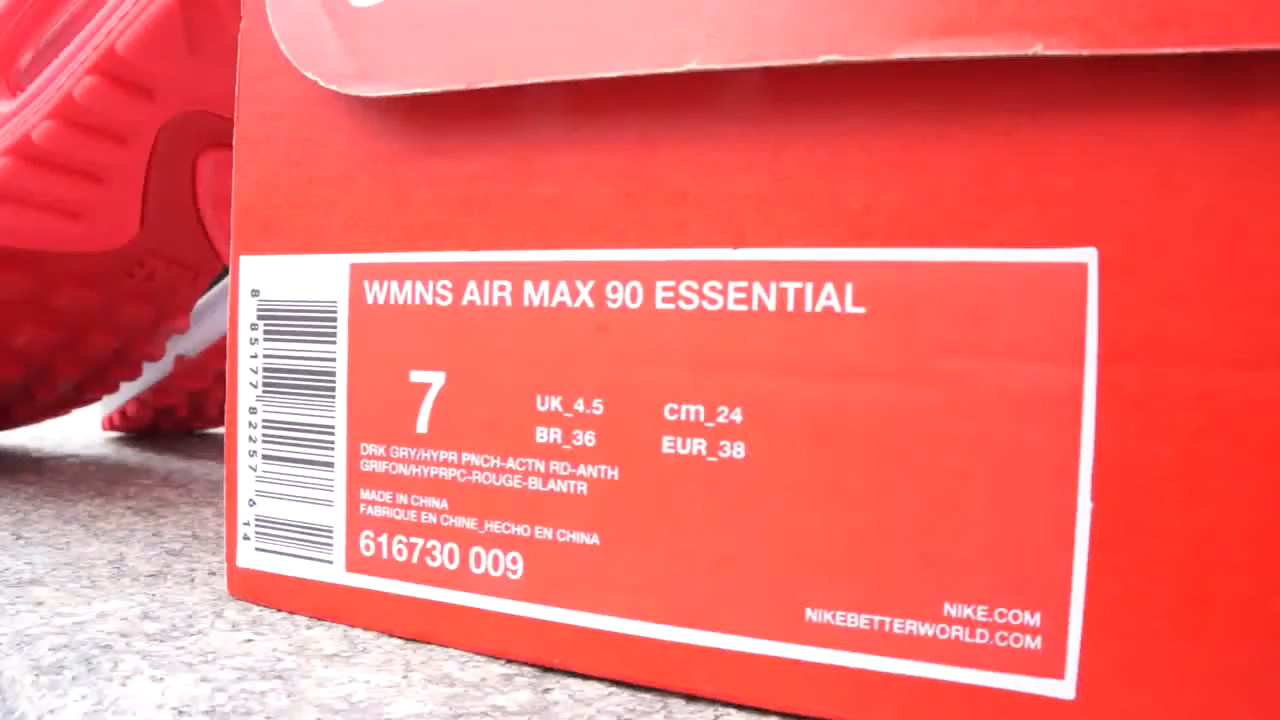 WMNS AIR MAX 90 ESSENTIAL
7
UK_4.5
cm_24
BR_36
EUR_38
DRK GRY/HYPR PNCH-ACTN RD-ANTH
GRIFON/HYPRPC-ROUGE-BLANTR
MADE IN CHINA
FABRIQUE EN CHINE_HECHO EN CHINA
616730 009
NIKE.COM
NIKEBETTERWORLD.COM
8 85177 82257 6 14